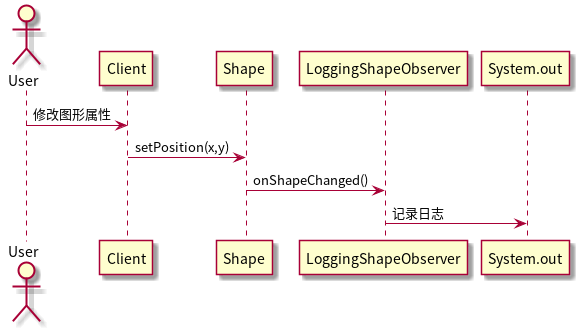 User
Client
Shape
LoggingShapeObserver
System.out
修改图形属性
setPosition(x,y)
onShapeChanged()
记录日志
User
Client
Shape
LoggingShapeObserver
System.out